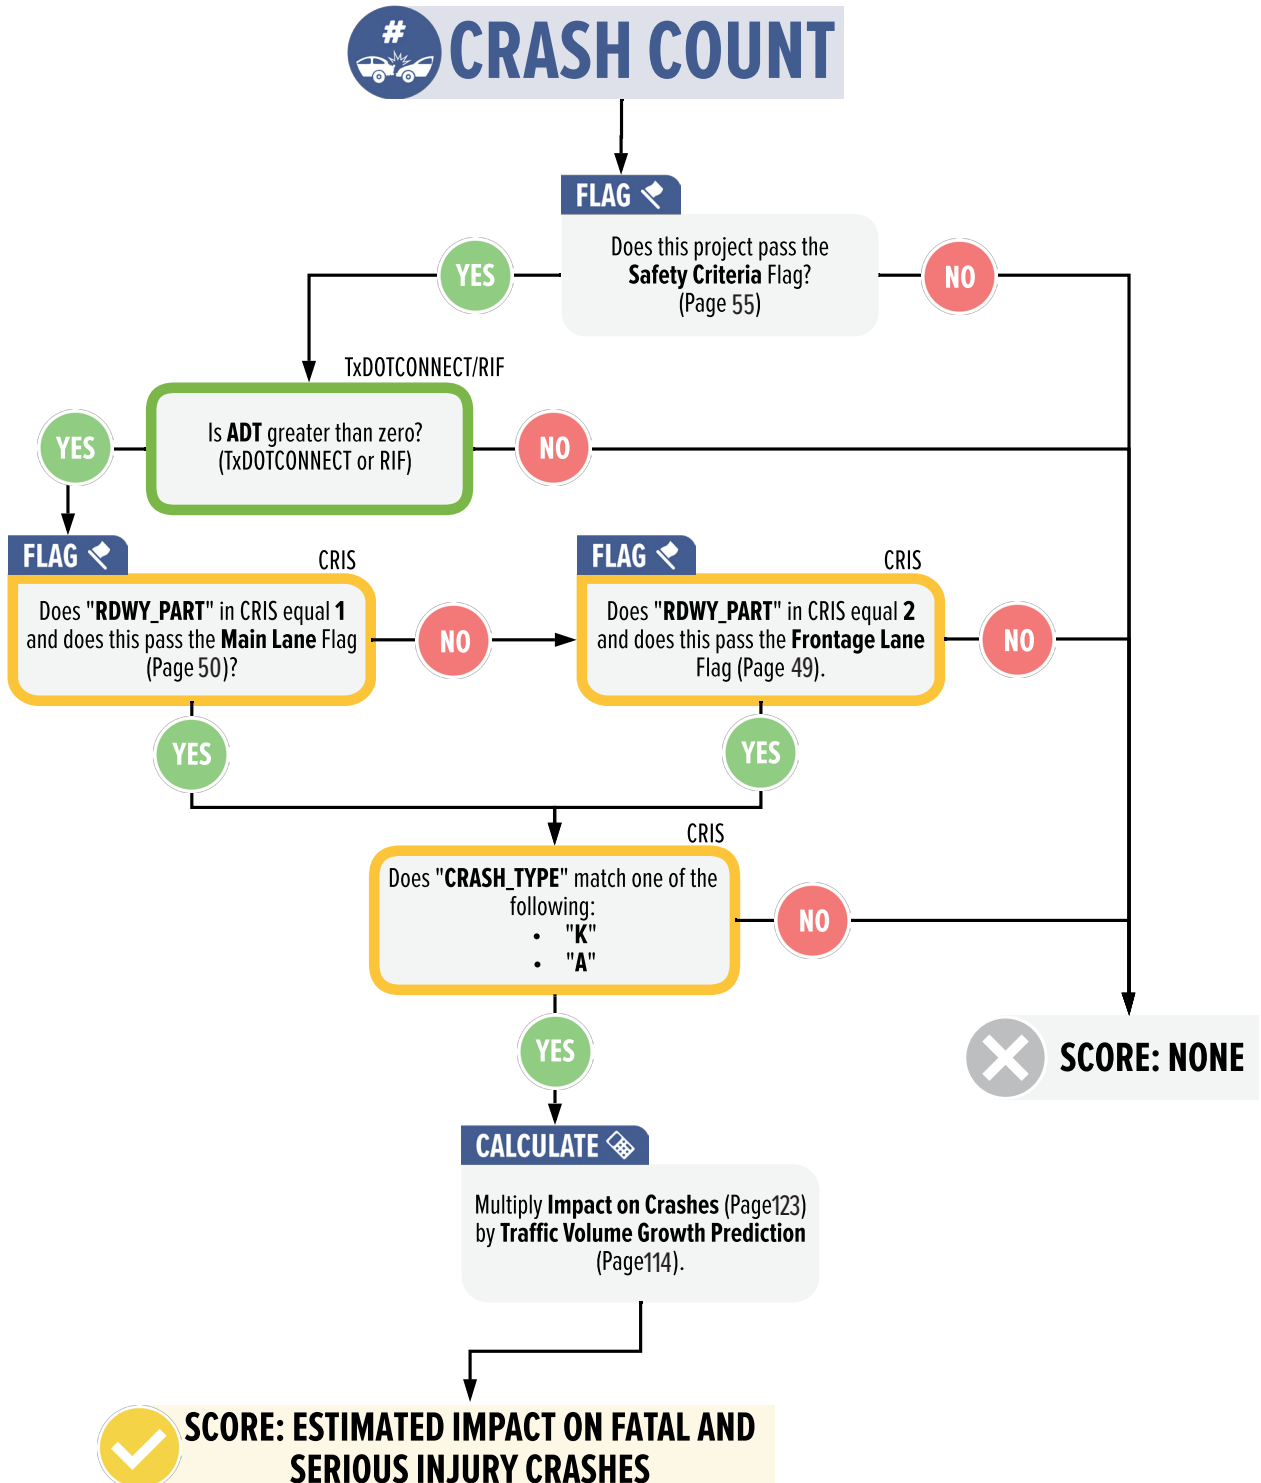 #
CRASH COUNT
FLAG
Does this project pass the
Safety Criteria Flag?
(Page 55)
YES
NO
TxDOTCONNECT/RIF
Is ADT greater than zero?
(TxDOTCONNECT or RIF)
YES
NO
FLAG
CRIS
Does "RDWY_PART" in CRIS equal 1
and does this pass the Main Lane Flag
(Page 50)?
NO
FLAG
CRIS
Does "RDWY_PART" in CRIS equal 2
and does this pass the Frontage Lane
Flag (Page 49).
NO
YES
YES
CRIS
Does "CRASH_TYPE" match one of the
following:
• "K"
• "A"
NO
YES
SCORE: NONE
CALCULATE
Multiply Impact on Crashes (Page123)
by Traffic Volume Growth Prediction
(Page114).
SCORE: ESTIMATED IMPACT ON FATAL AND
SERIOUS INJURY CRASHES